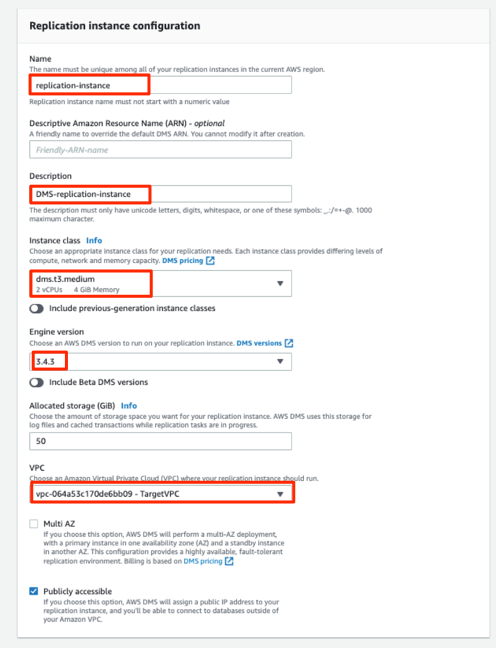 Replication instance configuration
Name
The name must be unique among all of your replication instances in the current AWS region.
replication-instance
Replication instance name must not start with a numeric value
Descriptive Amazon Resource Name (ARN) - optional
A friendly name to override the default DMS ARN. You cannot modify it after creation.
Friendly-ARN-name
Description
DMS-replication-instance
The description must only have unicode letters, digits, whitespace, or one of these symbols: _.:/=+-@. 1000
maximum character.
Instance class Info
Choose an appropriate instance class for your replication needs. Each instance class provides differing levels of
compute, network and memory capacity. DMS pricing
dms.t3.medium
2 vCPUs 4 GiB Memory
Include previous-generation instance classes
Engine version
Choose an AWS DMS version to run on your replication instance. DMS versions
3.4.3
Include Beta DMS versions
Allocated storage (GiB) Info
Choose the amount of storage space you want for your replication instance. AWS DMS uses this storage for
log files and cached transactions while replication tasks are in progress.
50
VPC
Choose an Amazon Virtual Private Cloud (VPC) where your replication instance should run.
vpc-064a53c170de6bb09 - TargetVPC
Multi AZ
If you choose this option, AWS DMS will perform a multi-AZ deployment,
with a primary instance in one availability zone (AZ) and a standby instance
in another AZ. This configuration provides a highly available, fault-tolerant
replication environment. Billing is based on DMS pricing
Publicly accessible
If you choose this option, AWS DMS will assign a public IP address to your
replication instance, and you'll be able to connect to databases outside of
your Amazon VPC.